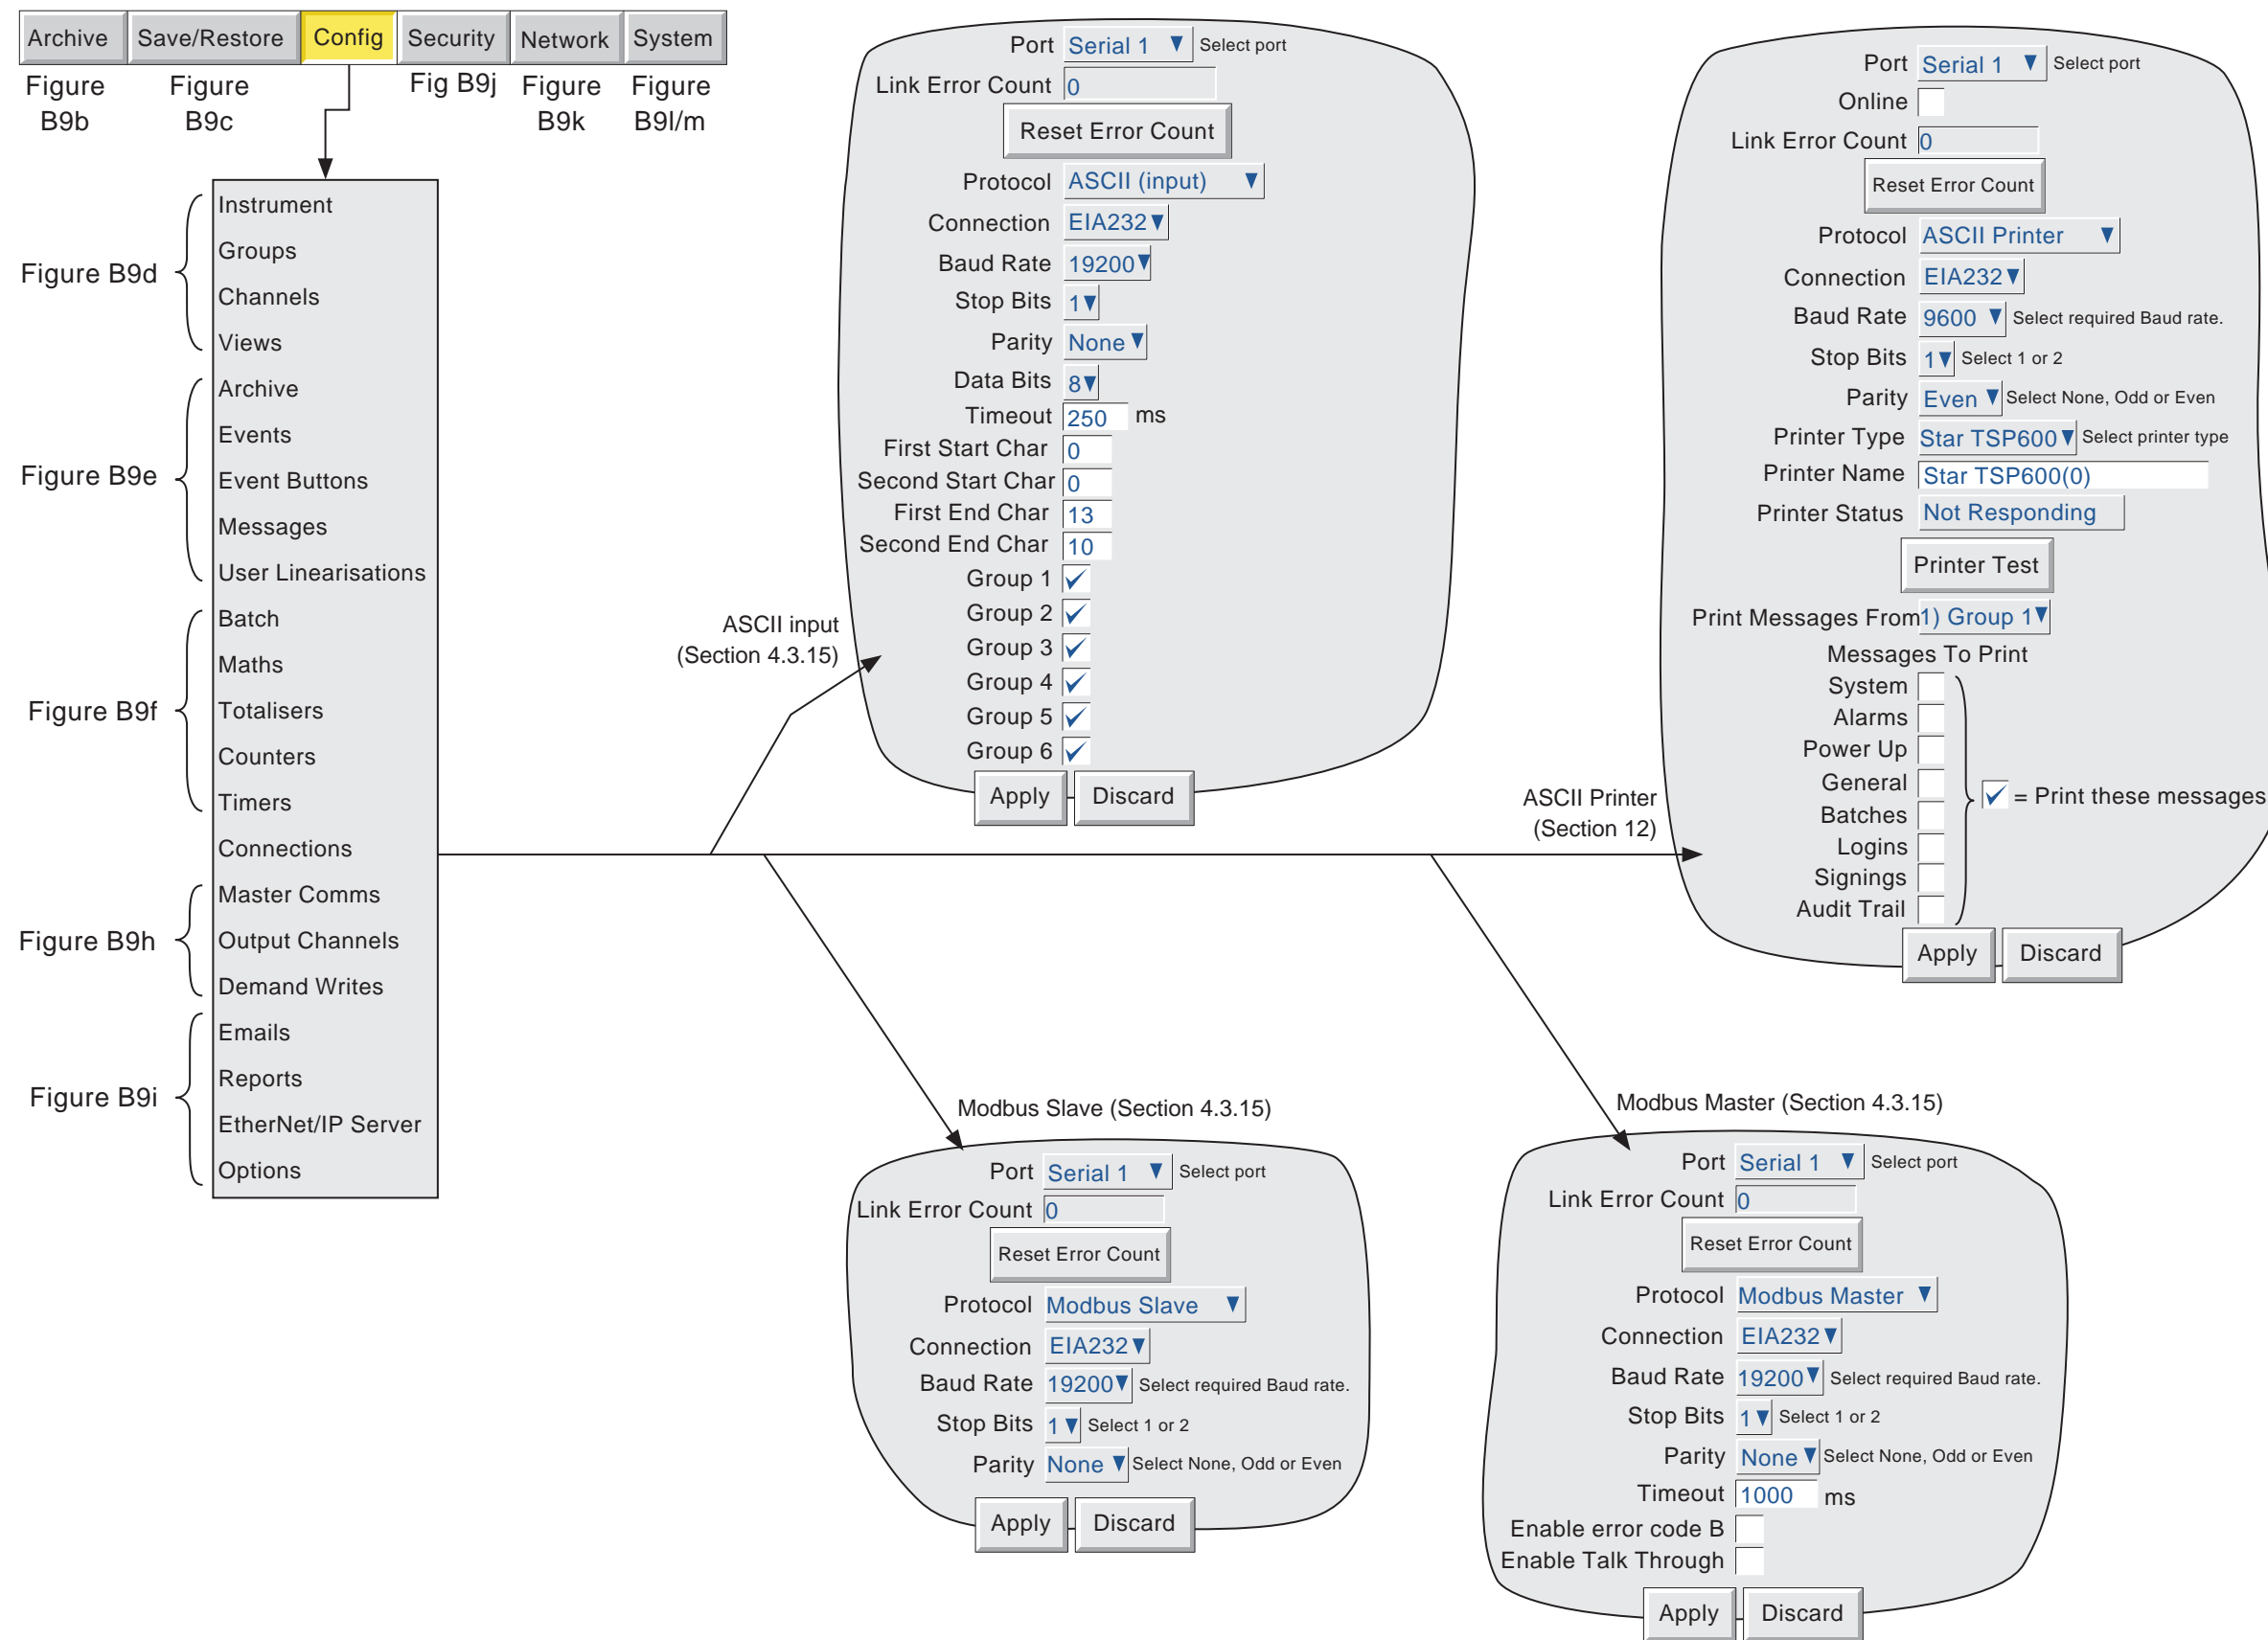 Archive Save/Restore Config Security Network System
Figure B9b
Figure B9c
Fig B9j
Figure B9k
Figure B9l/m
Figure B9d
Instrument
Groups
Channels
Views
Figure B9e
Archive
Events
Event Buttons
Messages
User Linearisations
Figure B9f
Batch
Maths
Totalisers
Counters
Timers
Connections
Figure B9h
Master Comms
Output Channels
Demand Writes
Figure B9i
Emails
Reports
EtherNet/IP Server
Options
ASCII input
(Section 4.3.15)
Port Serial 1 ▼ Select port
Link Error Count 0
Reset Error Count
Protocol ASCII (input) ▼
Connection EIA232 ▼
Baud Rate 19200 ▼
Stop Bits 1 ▼
Parity None ▼
Data Bits 8 ▼
Timeout 250 ms
First Start Char 0
Second Start Char 0
First End Char 13
Second End Char 10
Group 1 ✓
Group 2 ✓
Group 3 ✓
Group 4 ✓
Group 5 ✓
Group 6 ✓
Apply Discard
ASCII Printer
(Section 12)
Port Serial 1 ▼ Select port
Online
Link Error Count 0
Reset Error Count
Protocol ASCII Printer ▼
Connection EIA232 ▼
Baud Rate 9600 ▼ Select required Baud rate.
Stop Bits 1 ▼ Select 1 or 2
Parity Even ▼ Select None, Odd or Even
Printer Type Star TSP600 ▼ Select printer type
Printer Name Star TSP600(0)
Printer Status Not Responding
Printer Test
Print Messages From 1) Group 1 ▼
Messages To Print
System
Alarms
Power Up
General
✓ = Print these messages
Batches
Logins
Signings
Audit Trail
Apply Discard
Modbus Slave (Section 4.3.15)
Port Serial 1 ▼ Select port
Link Error Count 0
Reset Error Count
Protocol Modbus Slave ▼
Connection EIA232 ▼
Baud Rate 19200 ▼ Select required Baud rate.
Stop Bits 1 ▼ Select 1 or 2
Parity None ▼ Select None, Odd or Even
Apply Discard
Modbus Master (Section 4.3.15)
Port Serial 1 ▼ Select port
Link Error Count 0
Reset Error Count
Protocol Modbus Master ▼
Connection EIA232 ▼
Baud Rate 19200 ▼ Select required Baud rate.
Stop Bits 1 ▼ Select 1 or 2
Parity None ▼ Select None, Odd or Even
Timeout 1000 ms
Enable error code B
Enable Talk Through
Apply Discard